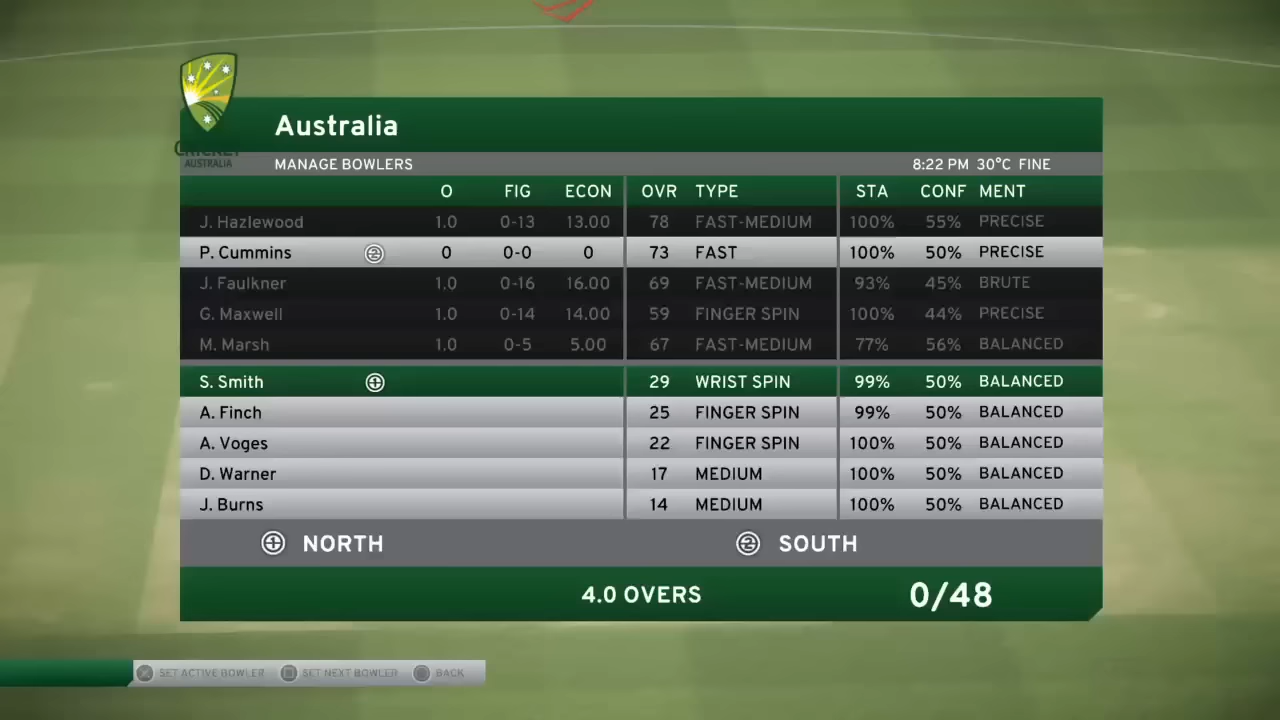 CRICKET
AUSTRALIA
Australia
MANAGE BOWLERS 8:22 PM 30°C FINE
O FIG ECON OVR TYPE STA CONF MENT
J. Hazlewood 1.0 0-13 13.00 78 FAST-MEDIUM 100% 55% PRECISE
P. Cummins 2 0 0-0 0 73 FAST 100% 50% PRECISE
J. Faulkner 1.0 0-16 16.00 69 FAST-MEDIUM 93% 45% BRUTE
G. Maxwell 1.0 0-14 14.00 59 FINGER SPIN 100% 44% PRECISE
M. Marsh 1.0 0-5 5.00 67 FAST-MEDIUM 77% 56% BALANCED
S. Smith 1 29 WRIST SPIN 99% 50% BALANCED
A. Finch 25 FINGER SPIN 99% 50% BALANCED
A. Voges 22 FINGER SPIN 100% 50% BALANCED
D. Warner 17 MEDIUM 100% 50% BALANCED
J. Burns 14 MEDIUM 100% 50% BALANCED
1 NORTH 2 SOUTH
4.0 OVERS 0/48
SET ACTIVE BOWLER SET NEXT BOWLER BACK